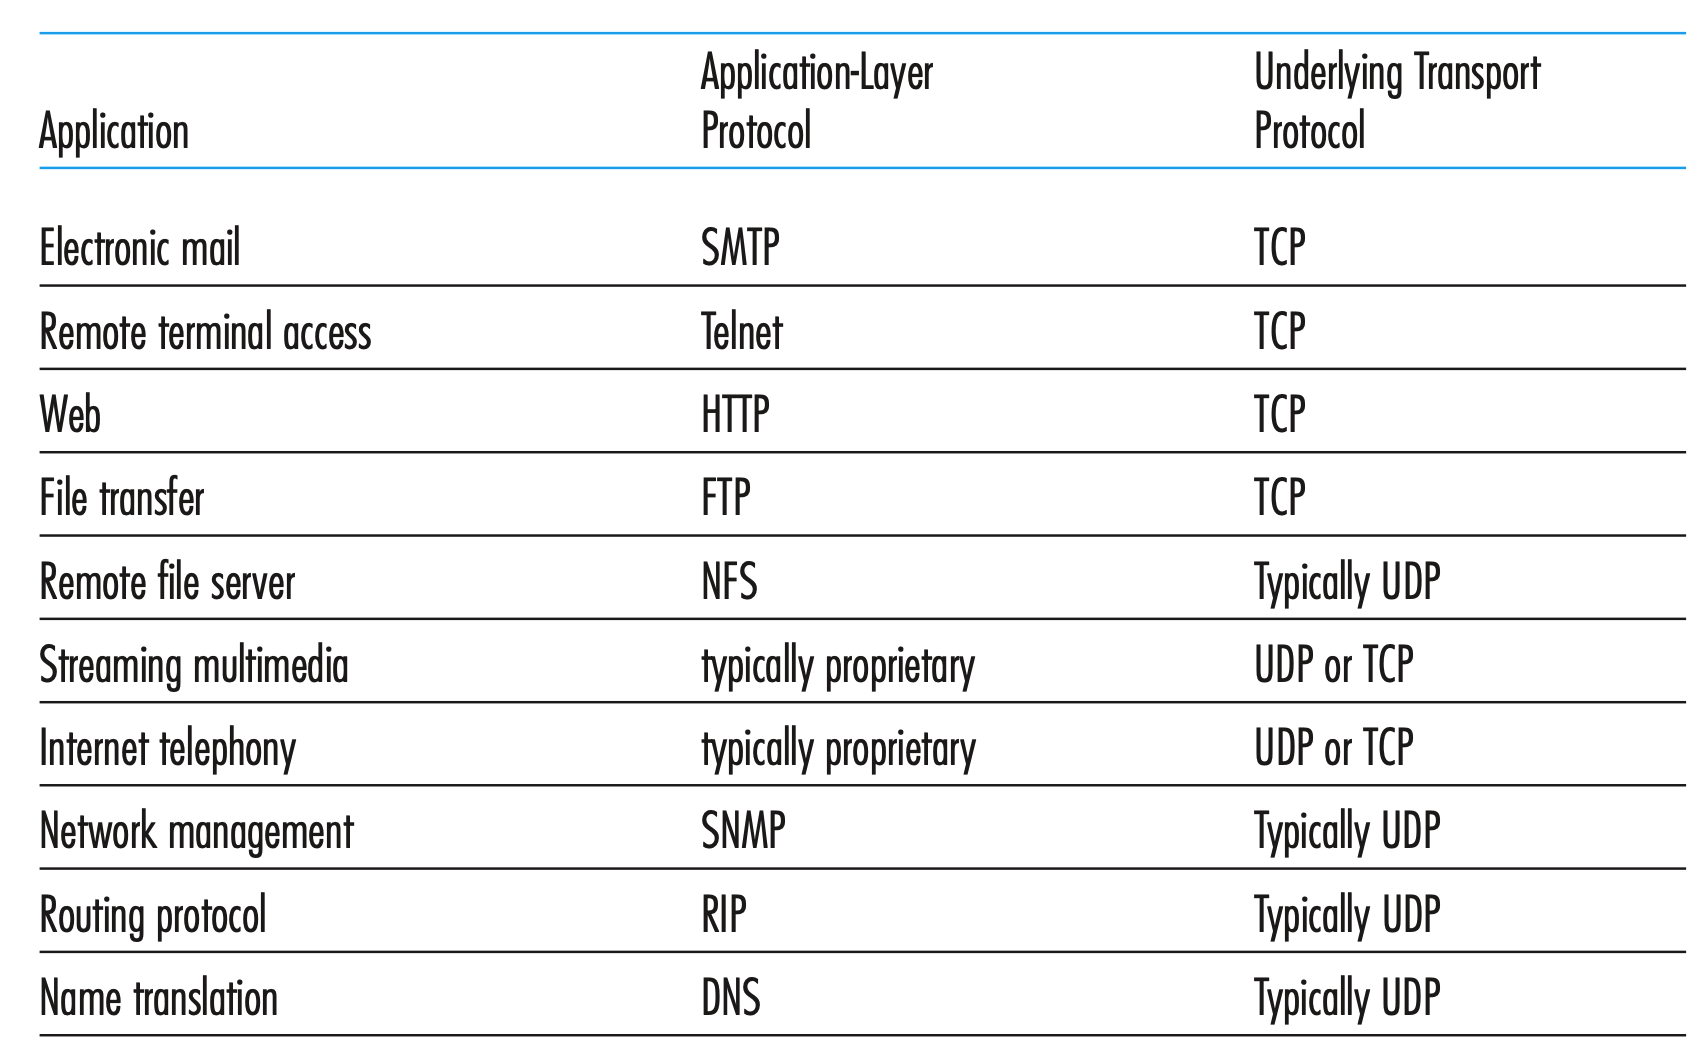 Application Application-Layer Protocol Underlying Transport Protocol
Electronic mail SMTP TCP
Remote terminal access Telnet TCP
Web HTTP TCP
File transfer FTP TCP
Remote file server NFS Typically UDP
Streaming multimedia typically proprietary UDP or TCP
Internet telephony typically proprietary UDP or TCP
Network management SNMP Typically UDP
Routing protocol RIP Typically UDP
Name translation DNS Typically UDP